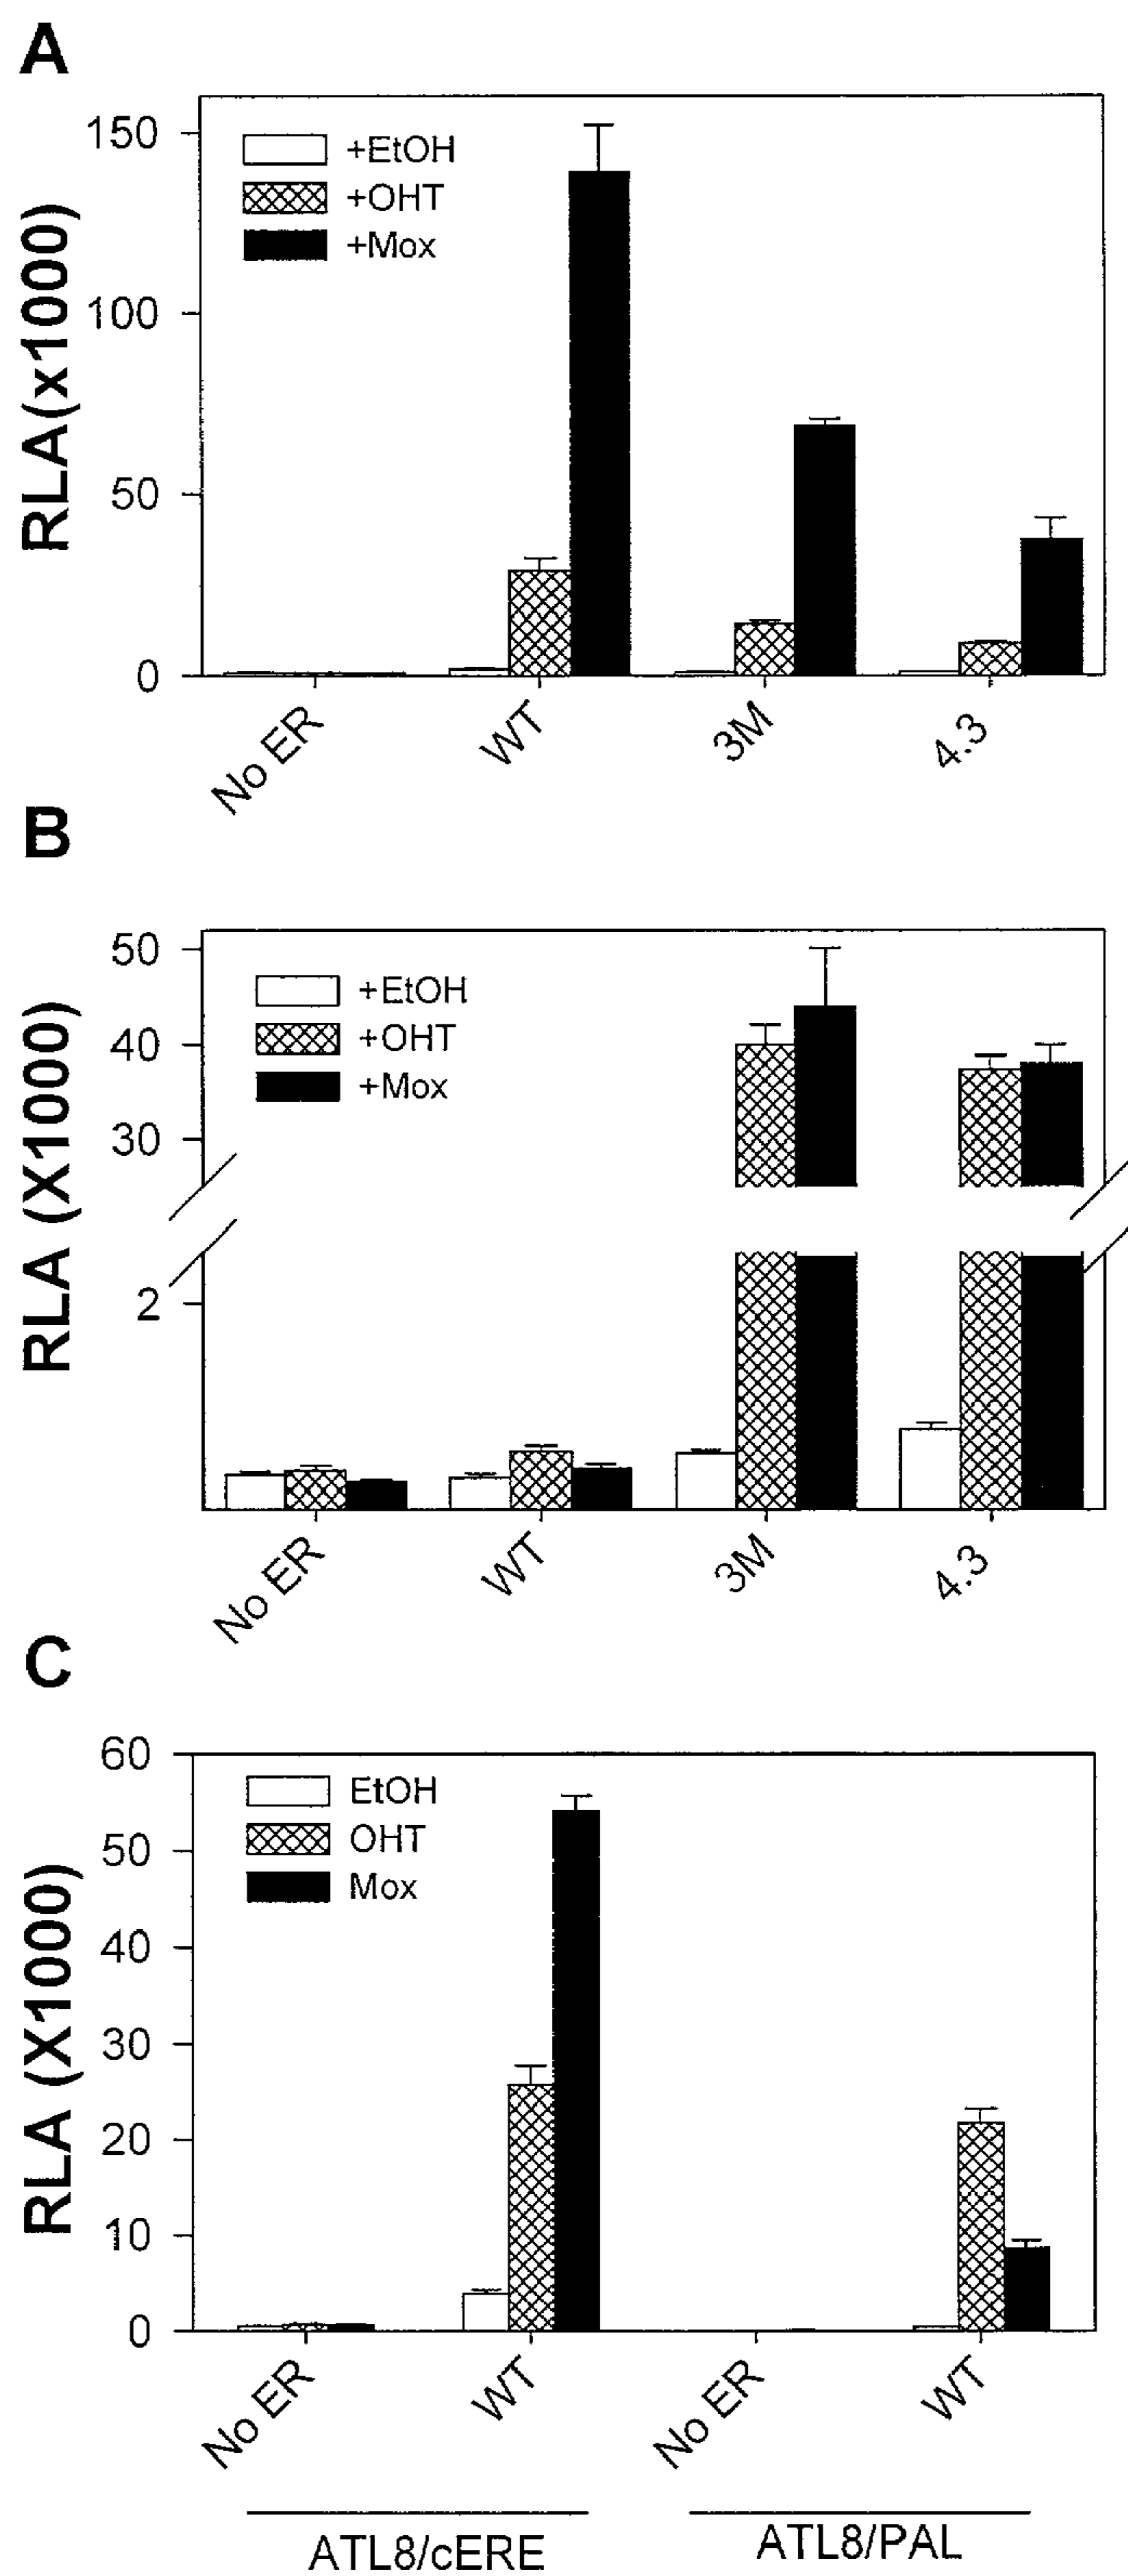 A
RLA(x1000)
150
100
50
0
+EtOH
+OHT
+Mox
No ER
WT
3M
4.3
B
RLA (X1000)
50
40
30
2
+EtOH
+OHT
+Mox
No ER
WT
3M
4.3
C
RLA (X1000)
60
50
40
30
20
10
0
EtOH
OHT
Mox
No ER
WT
No ER
WT
ATL8/cERE
ATL8/PAL